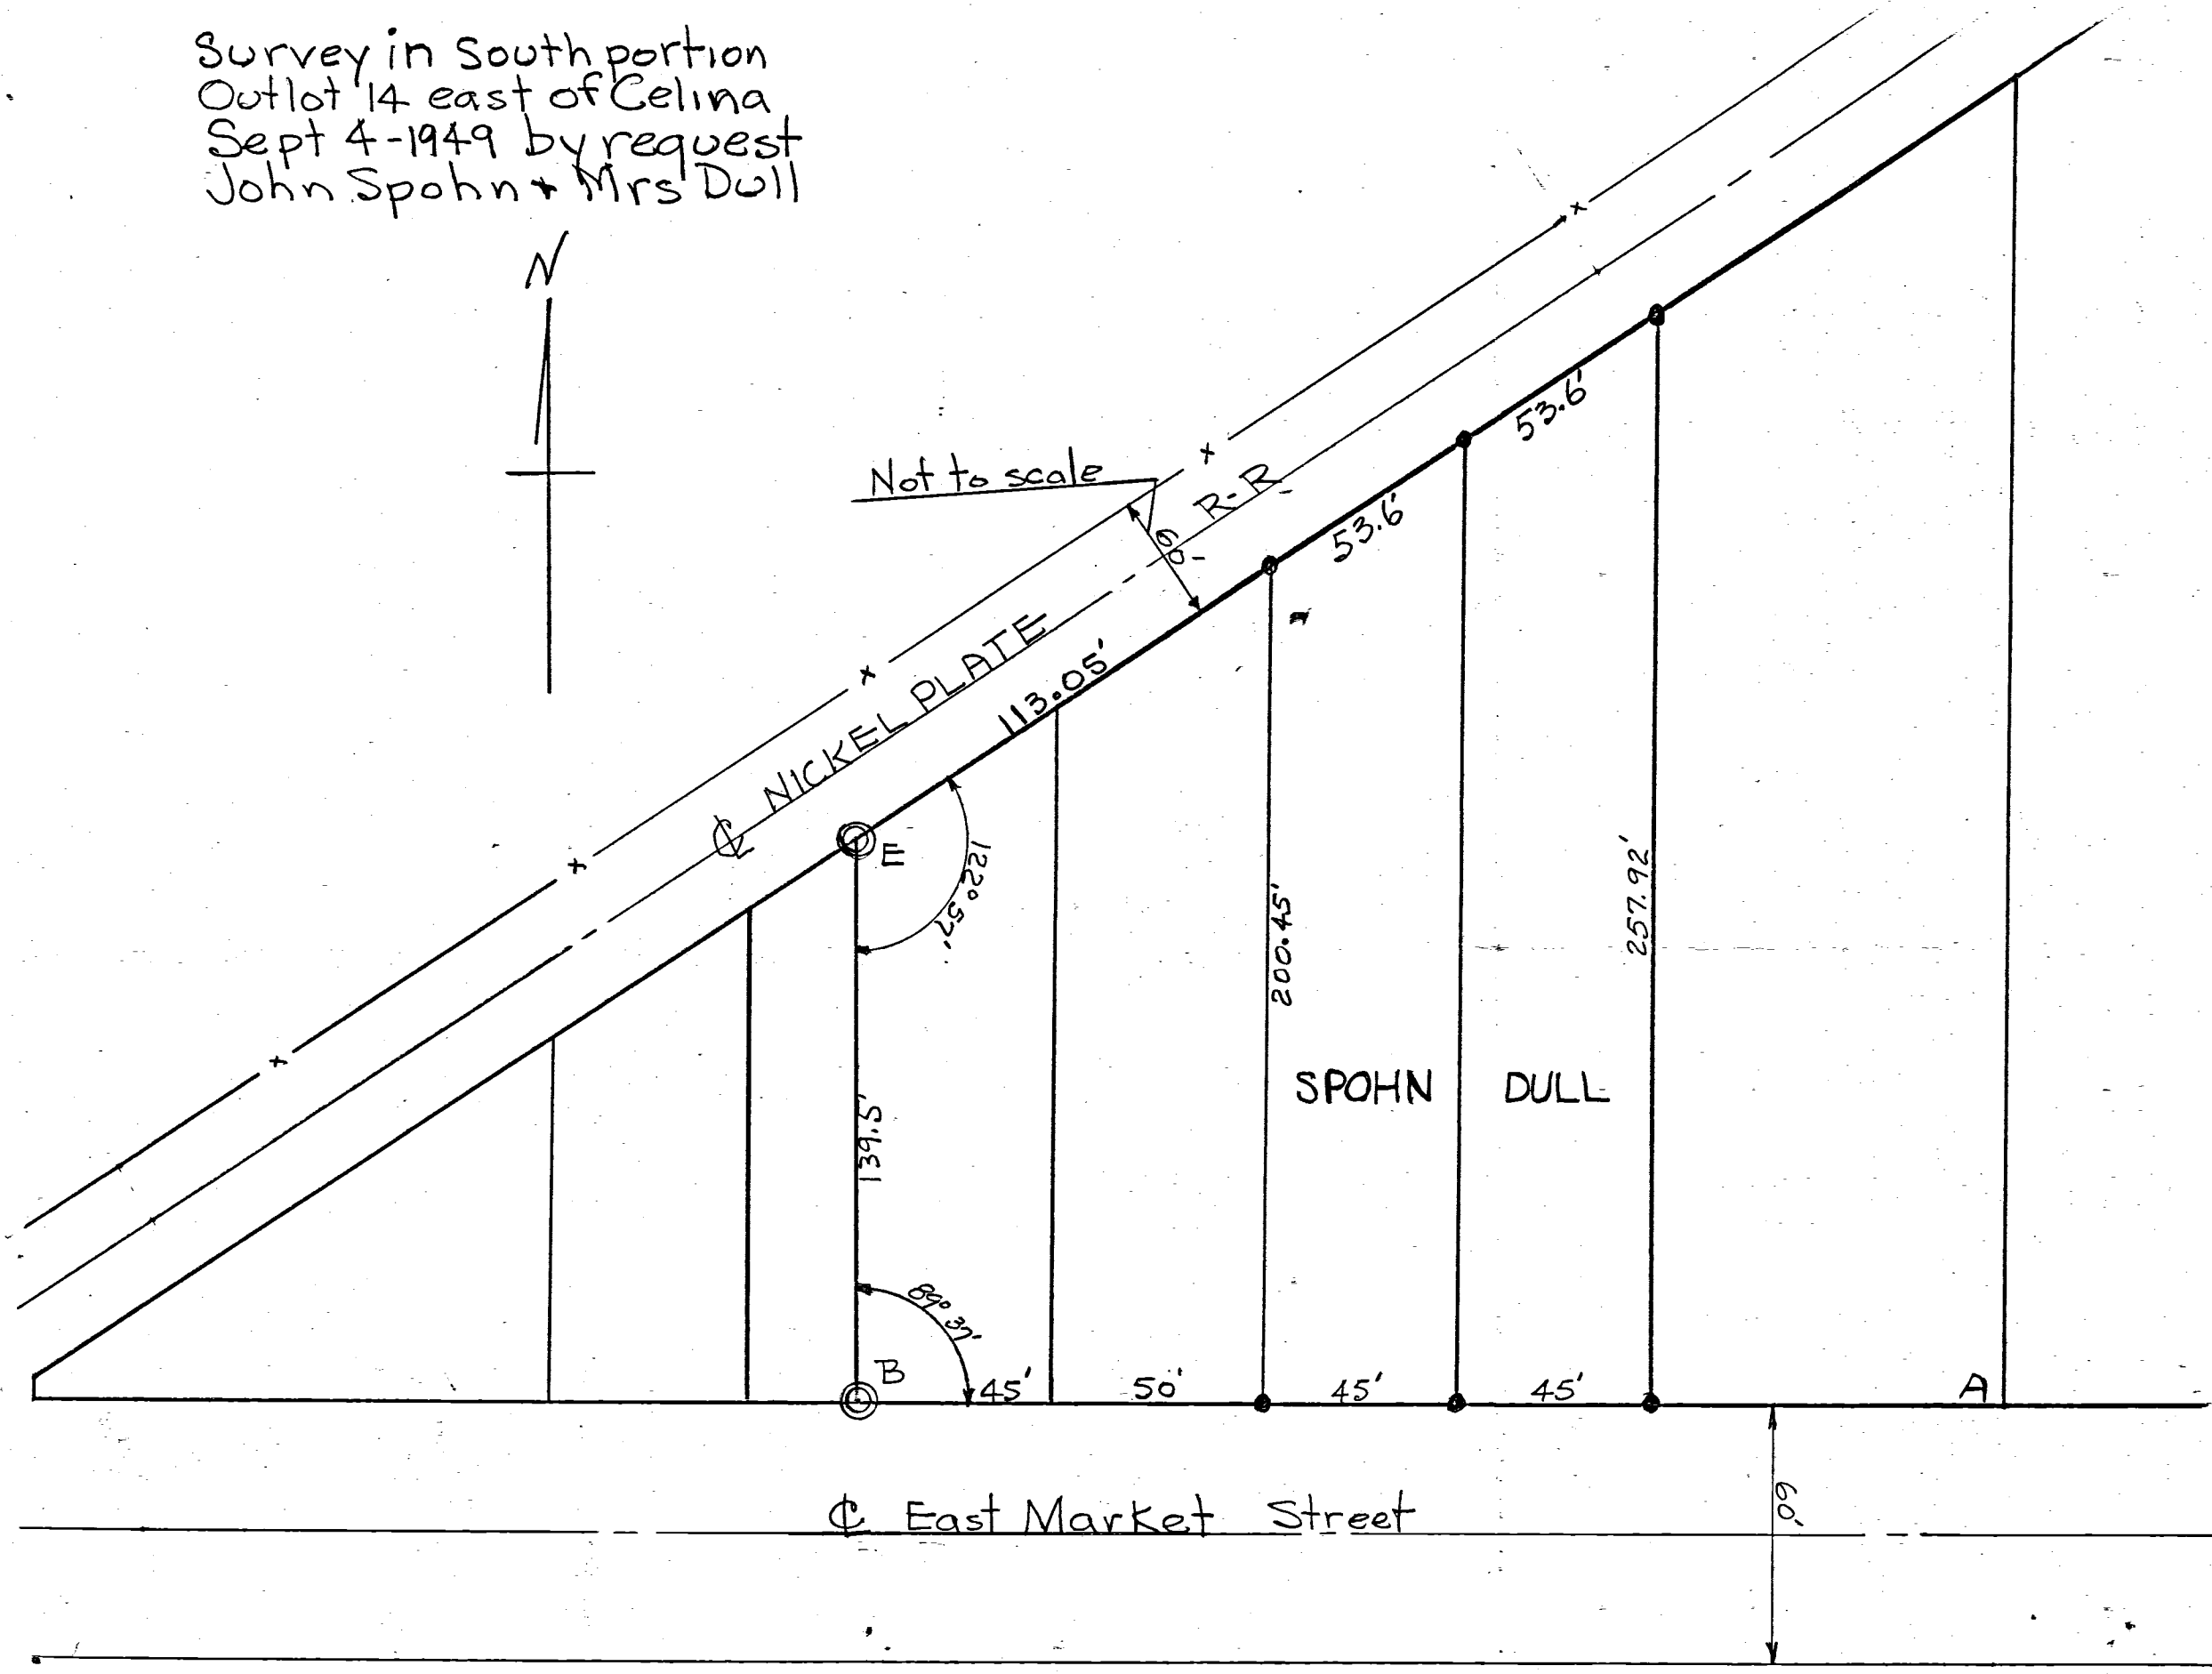 Survey in South portion
Outlot 14 east of Celina
Sept 4-1949 by request
John Spohn & Mrs Dull
N
Not to scale
60'
℄ NICKEL PLATE R-R
53.6'
53.6'
113.05'
E
122° 57'
257.92'
200.45'
139.5'
SPOHN DULL
89° 37'
B
45' 50' 45' 45'
A
60'
℄ East Market Street